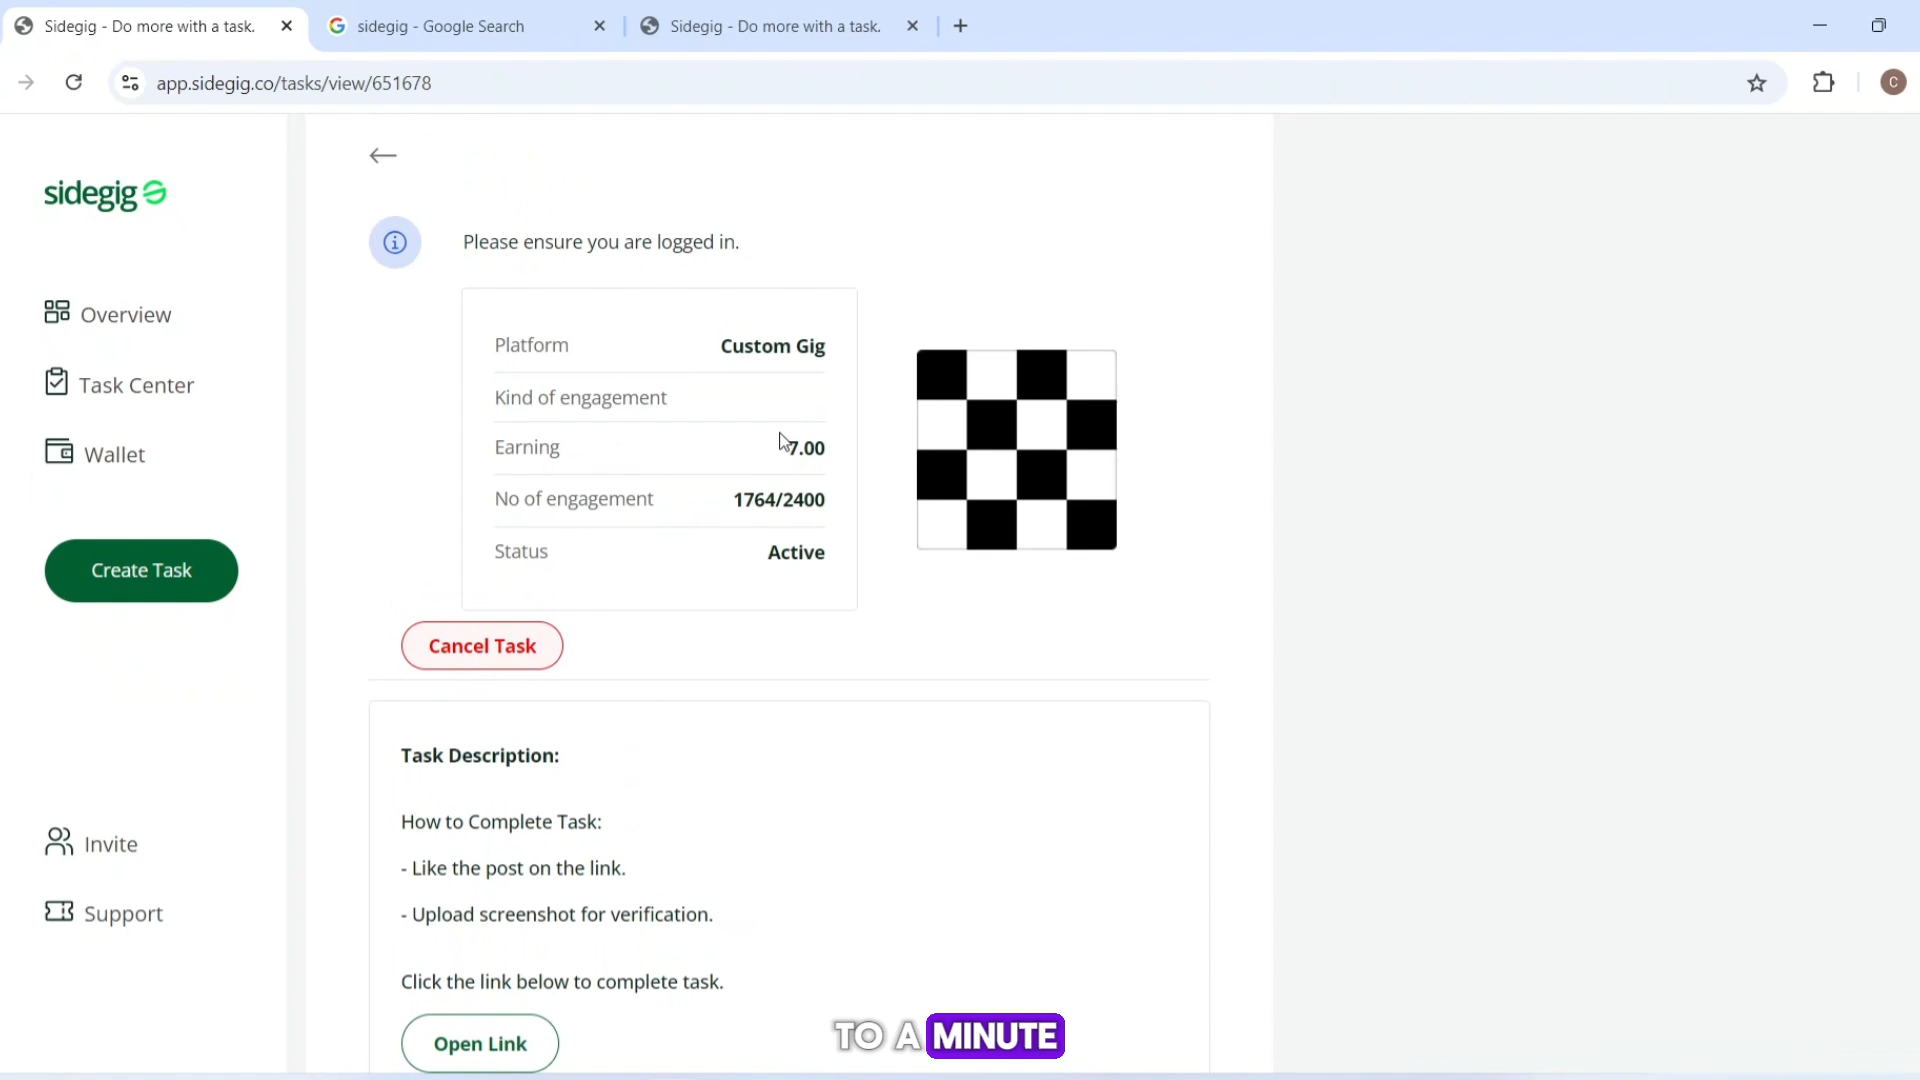 Sidegig - Do more with a task.
sidegig - Google Search
Sidegig - Do more with a task.
app.sidegig.co/tasks/view/651678
C
sidegig
Overview
Task Center
Wallet
Create Task
Invite
Support
Please ensure you are logged in.
Platform Custom Gig
Kind of engagement
Earning 7.00
No of engagement 1764/2400
Status Active
Cancel Task
Task Description:
How to Complete Task:
- Like the post on the link.
- Upload screenshot for verification.
Click the link below to complete task.
Open Link
TO A MINUTE